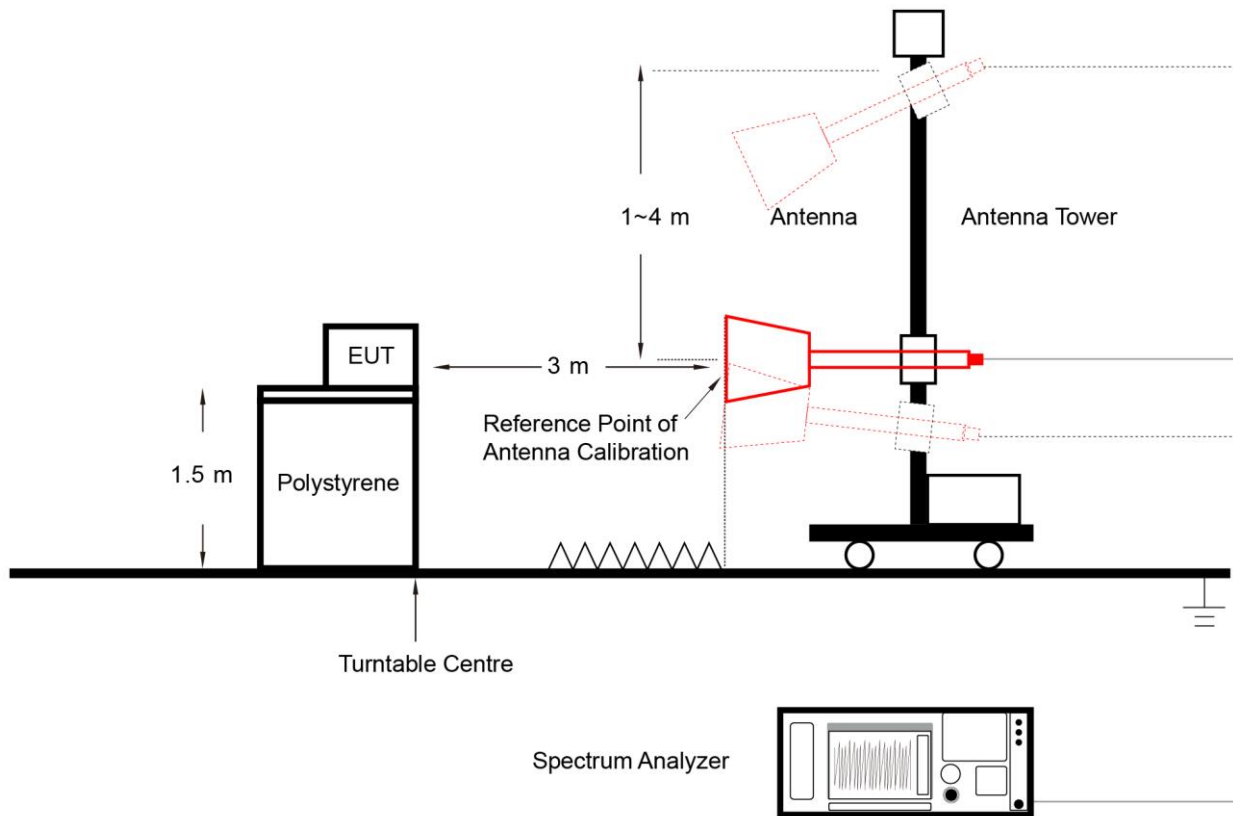 1~4 m
Antenna
Antenna Tower
EUT
3 m
Reference Point of
Antenna Calibration
1.5 m
Polystyrene
Turntable Centre
Spectrum Analyzer